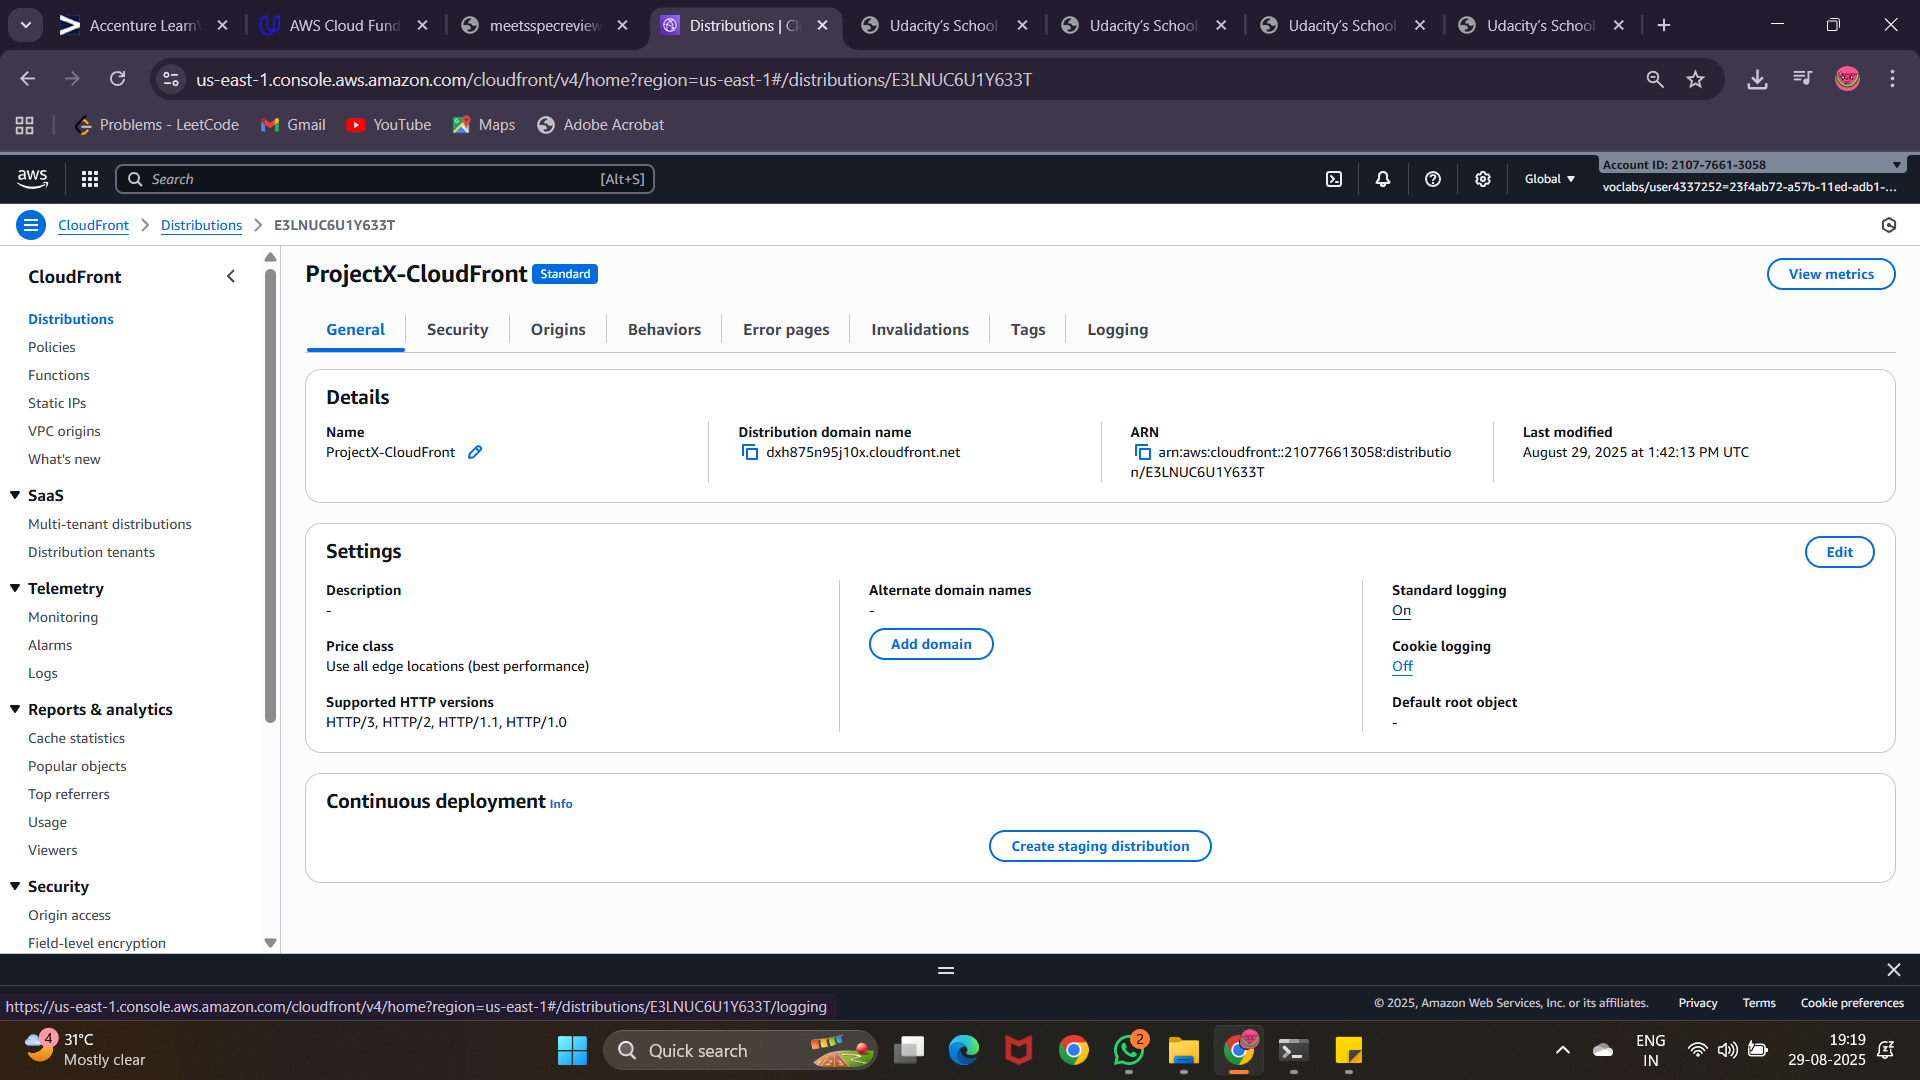 Accenture Learn
AWS Cloud Fund
meetsspecreview
Distributions | Cl
Udacity's School
Udacity's School
Udacity's School
Udacity's School
us-east-1.console.aws.amazon.com/cloudfront/v4/home?region=us-east-1#/distributions/E3LNUC6U1Y633T
Problems - LeetCode
Gmail
YouTube
Maps
Adobe Acrobat
aws
Search
[Alt+S]
Global
Account ID: 2107-7661-3058
voclabs/user4337252=23f4ab72-a57b-11ed-adb1-...
CloudFront
Distributions
E3LNUC6U1Y633T
CloudFront
Distributions
Policies
Functions
Static IPs
VPC origins
What's new
SaaS
Multi-tenant distributions
Distribution tenants
Telemetry
Monitoring
Alarms
Logs
Reports & analytics
Cache statistics
Popular objects
Top referrers
Usage
Viewers
Security
Origin access
Field-level encryption
ProjectX-CloudFront
Standard
View metrics
General
Security
Origins
Behaviors
Error pages
Invalidations
Tags
Logging
Details
Name
ProjectX-CloudFront
Distribution domain name
dxh875n95j10x.cloudfront.net
ARN
arn:aws:cloudfront::210776613058:distributio
n/E3LNUC6U1Y633T
Last modified
August 29, 2025 at 1:42:13 PM UTC
Settings
Edit
Description
-
Price class
Use all edge locations (best performance)
Supported HTTP versions
HTTP/3, HTTP/2, HTTP/1.1, HTTP/1.0
Alternate domain names
-
Add domain
Standard logging
On
Cookie logging
Off
Default root object
-
Continuous deployment Info
Create staging distribution
https://us-east-1.console.aws.amazon.com/cloudfront/v4/home?region=us-east-1#/distributions/E3LNUC6U1Y633T/logging
© 2025, Amazon Web Services, Inc. or its affiliates.
Privacy
Terms
Cookie preferences
4
31°C
Mostly clear
Quick search
2
ENG
IN
19:19
29-08-2025